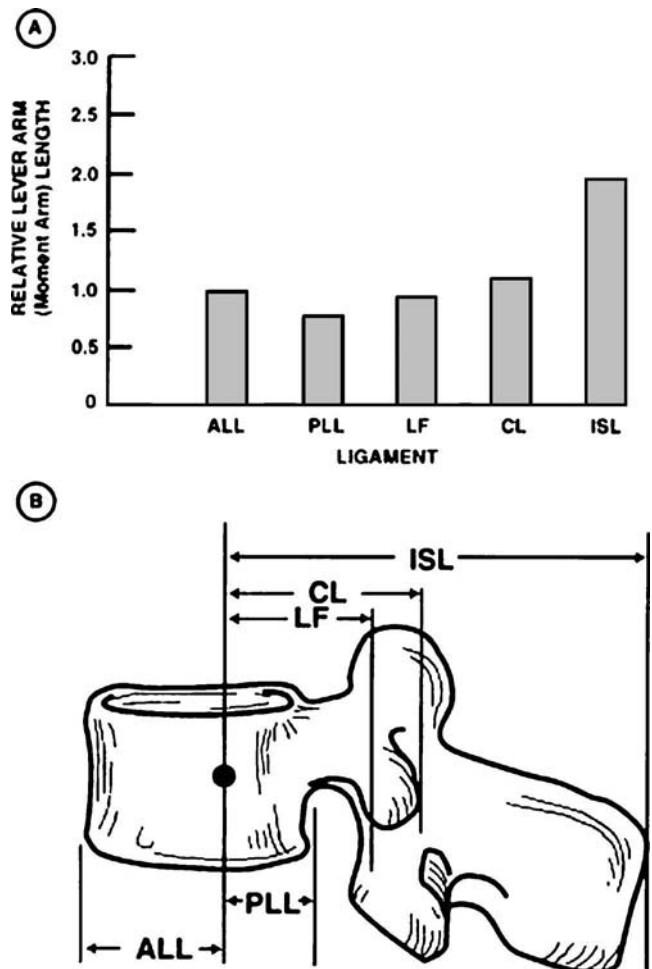 A
RELATIVE LEVER ARM
(Moment Arm) LENGTH
3.0
2.5
2.0
1.5
1.0
0.5
0
ALL PLL LF CL ISL
LIGAMENT
B
ISL
CL
LF
PLL
ALL